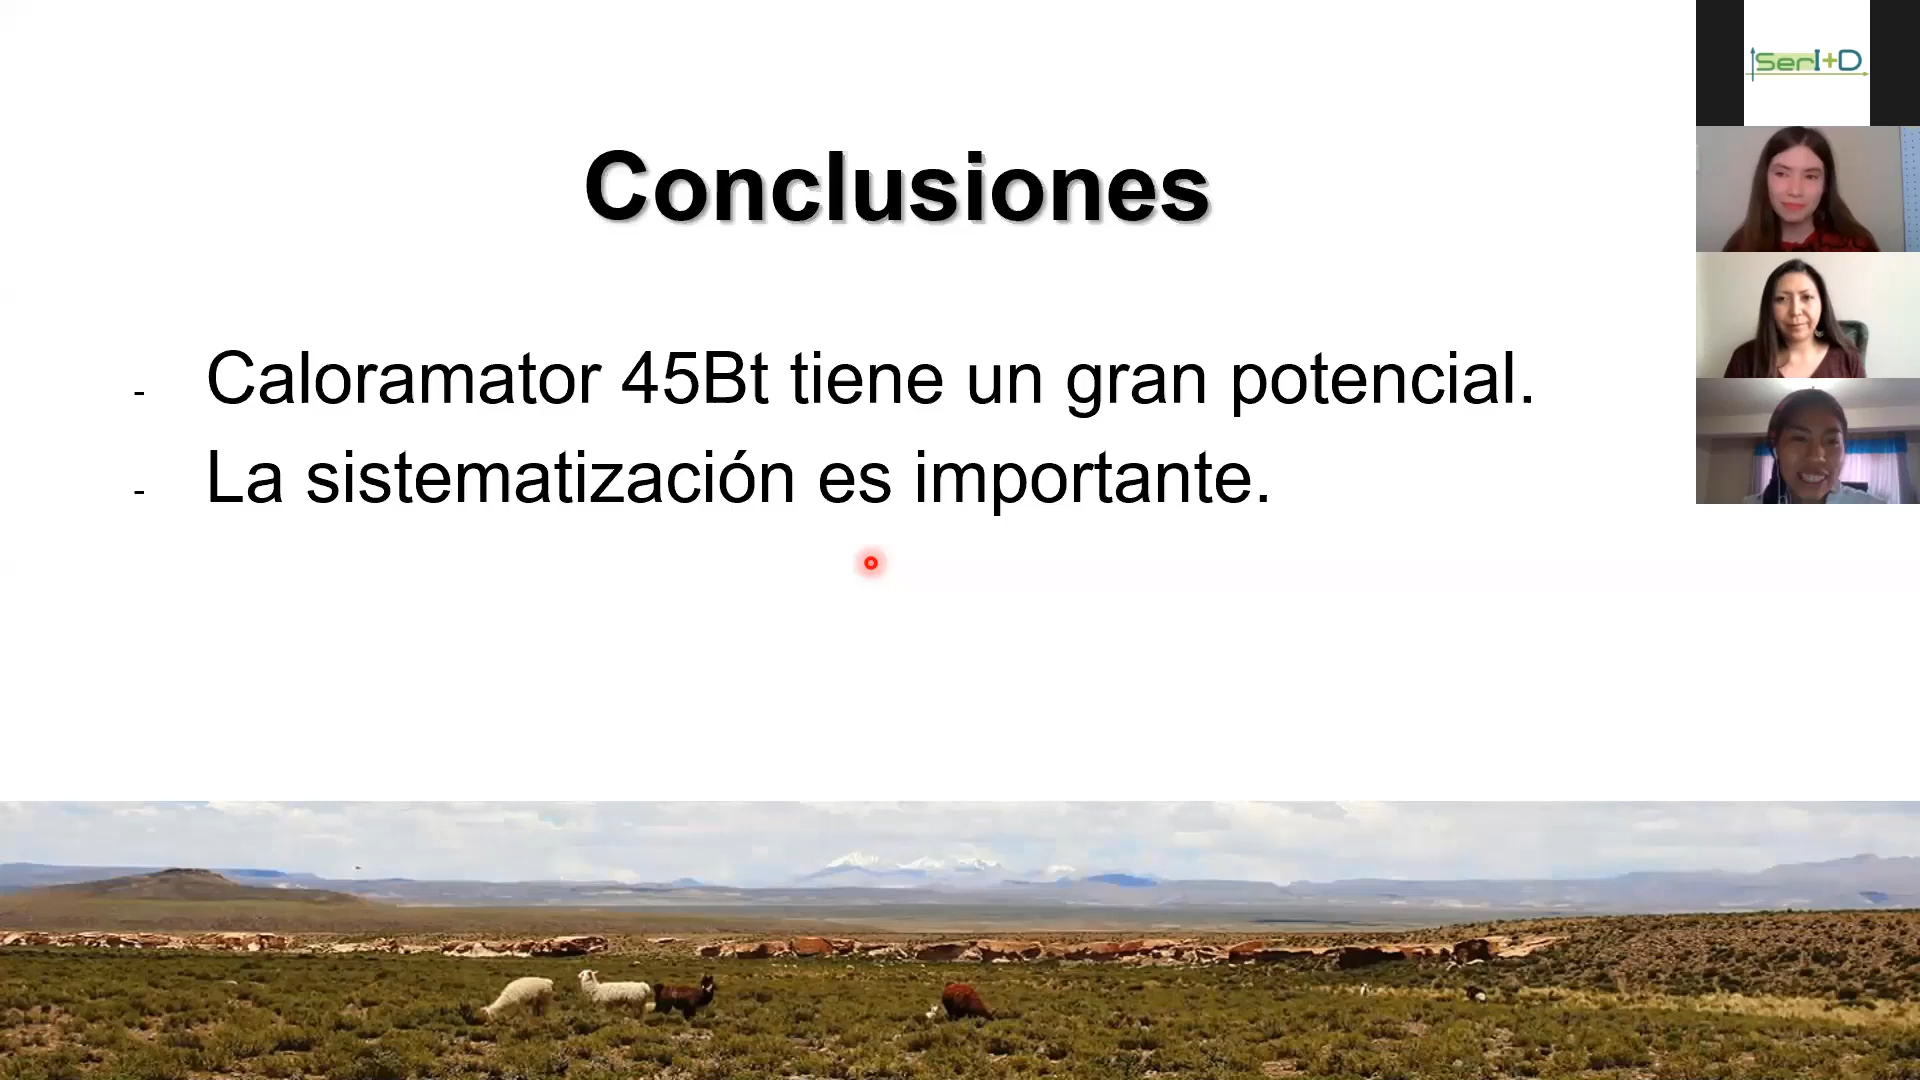 SerI+D
Conclusiones
- Caloramator 45Bt tiene un gran potencial.
- La sistematización es importante.